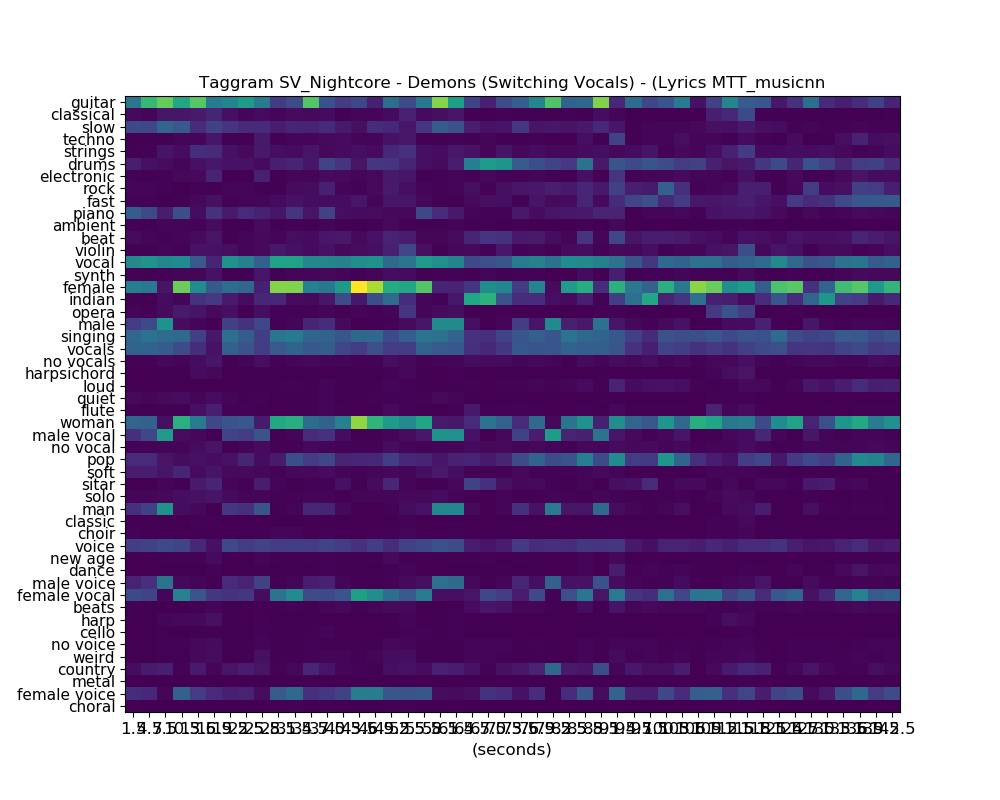 Taggram SV_Nightcore - Demons (Switching Vocals) - (Lyrics MTT_musicnn
guitar
classical
slow
techno
strings
drums
electronic
rock
fast
piano
ambient
beat
violin
vocal
synth
female
indian
opera
male
singing
vocals
no vocals
harpsichord
loud
quiet
flute
woman
male vocal
no vocal
pop
soft
sitar
solo
man
classic
choir
voice
new age
dance
male voice
female vocal
beats
harp
cello
no voice
weird
country
metal
female voice
choral
(seconds)